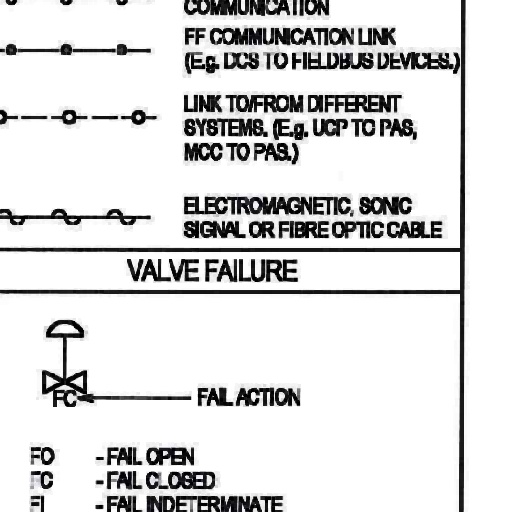 COMMUNICATION
FF COMMUNICATION LINK
(E.g. DCS TO FIELDBUS DEVICES.)
LINK TO/FROM DIFFERENT
SYSTEMS. (E.g. UCP TO PAS,
MCC TO PAS.)
ELECTROMAGNETIC, SONIC
SIGNAL OR FIBRE OPTIC CABLE
VALVE FAILURE
FC
FAIL ACTION
FO - FAIL OPEN
FC - FAIL CLOSED
FI - FAIL INDETERMINATE